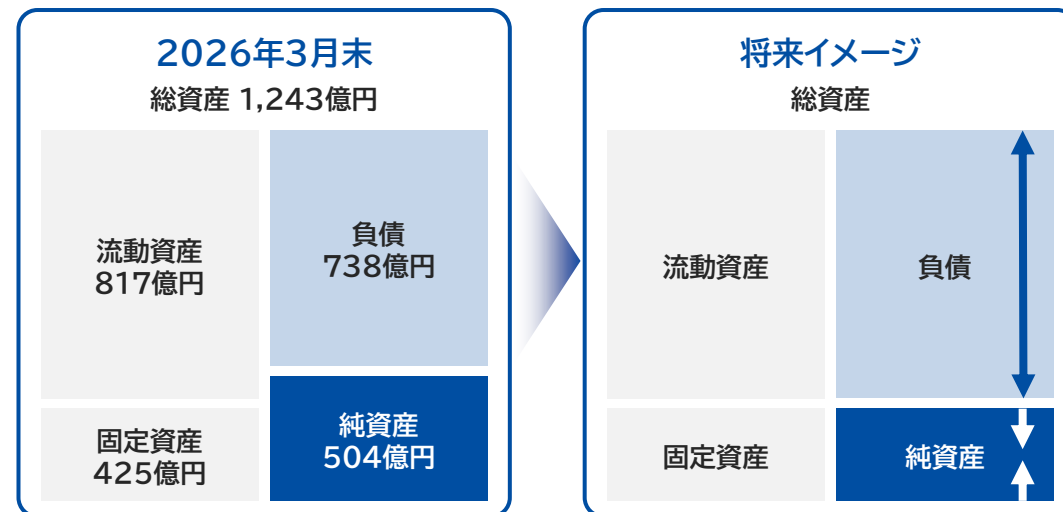 2026年3月末
総資産 1,243億円
流動資産
817億円
負債
738億円
固定資産
425億円
純資産
504億円
将来イメージ
総資産
流動資産
負債
固定資産
純資産